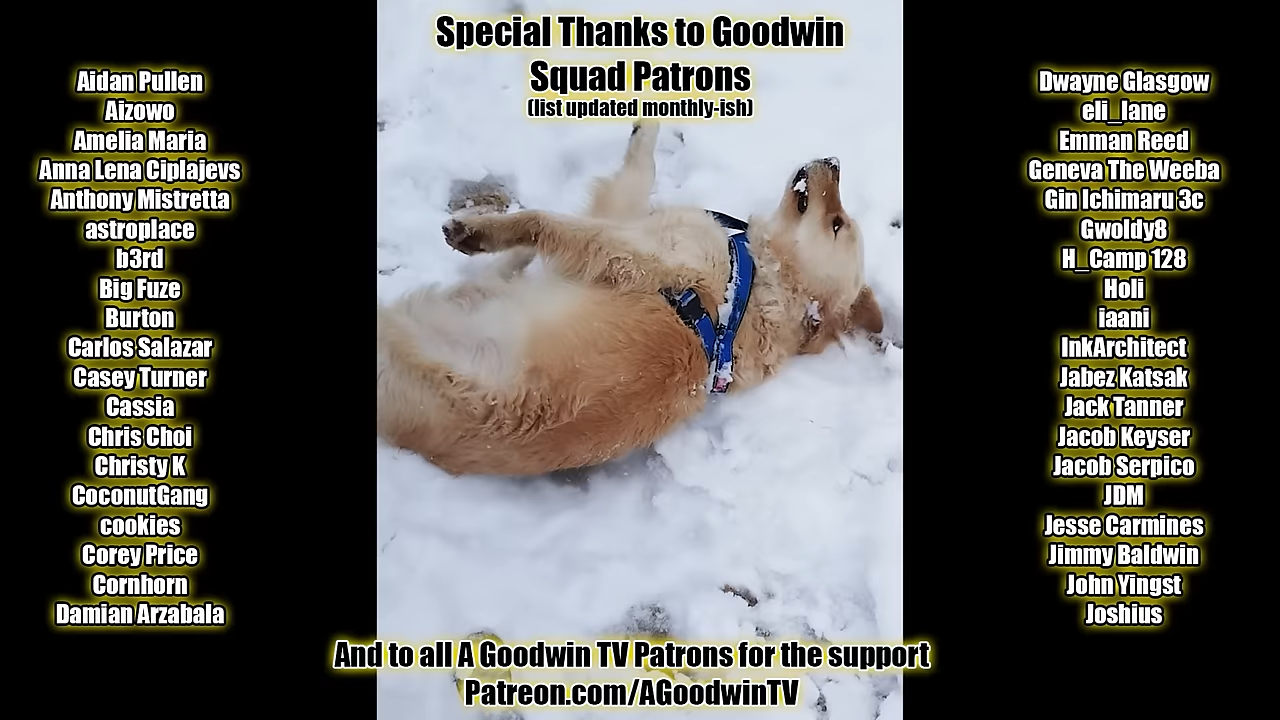 Special Thanks to Goodwin
Squad Patrons
(list updated monthly-ish)
Aidan Pullen
Aizowo
Amelia Maria
Anna Lena Ciplajevs
Anthony Mistretta
astroplace
b3rd
Big Fuze
Burton
Carlos Salazar
Casey Turner
Cassia
Chris Choi
Christy K
CoconutGang
cookies
Corey Price
Cornhorn
Damian Arzabala
Dwayne Glasgow
eli_lane
Emman Reed
Geneva The Weeba
Gin Ichimaru 3c
Gwoldy8
H_Camp 128
Holi
iaani
InkArchitect
Jabez Katsak
Jack Tanner
Jacob Keyser
Jacob Serpico
JDM
Jesse Carmines
Jimmy Baldwin
John Yingst
Joshius
And to all A Goodwin TV Patrons for the support
Patreon.com/AGoodwinTV